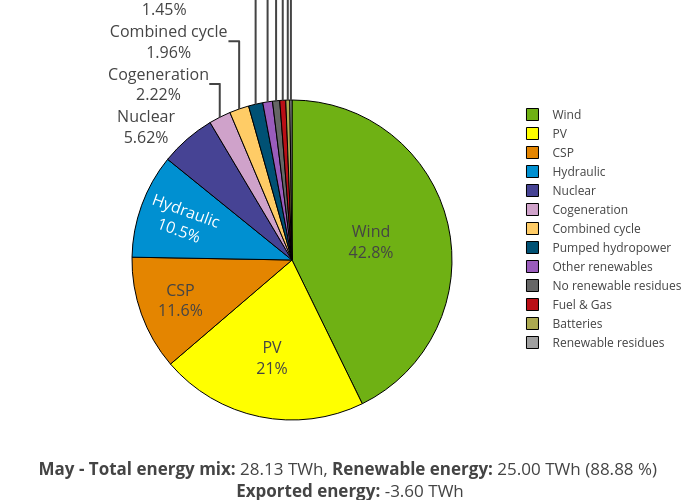 1.45%
Combined cycle
1.96%
Cogeneration
2.22%
Nuclear
5.62%
Hydraulic
10.5%
CSP
11.6%
PV
21%
Wind
42.8%
Wind
PV
CSP
Hydraulic
Nuclear
Cogeneration
Combined cycle
Pumped hydropower
Other renewables
No renewable residues
Fuel & Gas
Batteries
Renewable residues
May - Total energy mix: 28.13 TWh, Renewable energy: 25.00 TWh (88.88 %)
Exported energy: -3.60 TWh